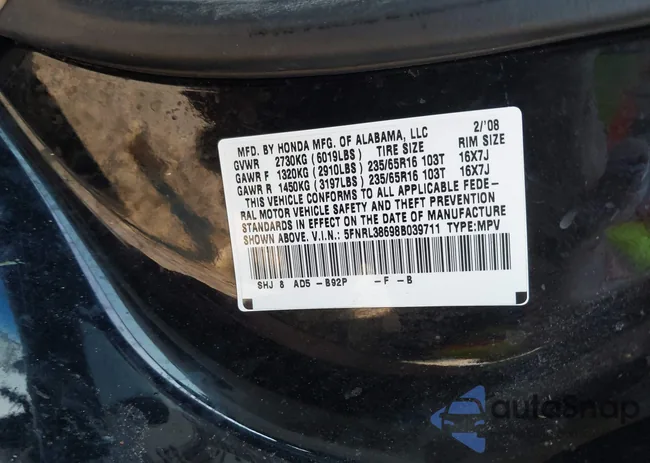 MFD. BY HONDA MFG. OF ALABAMA, LLC 2/'08
GVWR 2730KG (6019LBS) TIRE SIZE RIM SIZE
GAWR F 1320KG (2910LBS) 235/65R16 103T 16X7J
GAWR R 1450KG (3197LBS) 235/65R16 103T 16X7J
THIS VEHICLE CONFORMS TO ALL APPLICABLE FEDE-
RAL MOTOR VEHICLE SAFETY AND THEFT PREVENTION
STANDARDS IN EFFECT ON THE DATE OF MANUFACTURE
SHOWN ABOVE. V.I.N.: 5FNRL38698B039711 TYPE:MPV
SHJ 8 AD5 -B92P -F -B
autoSnap